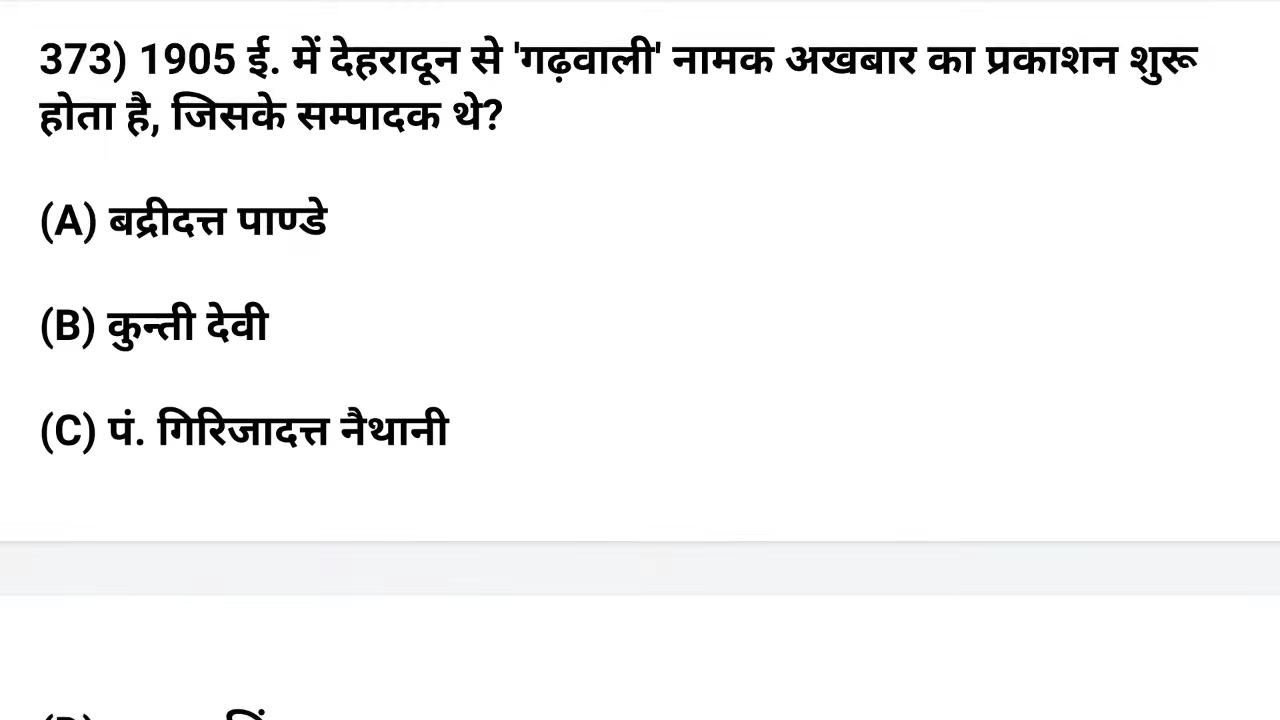 373) 1905 ई. में देहरादून से 'गढ़वाली' नामक अखबार का प्रकाशन शुरू
होता है, जिसके सम्पादक थे?
(A) बद्रीदत्त पाण्डे
(B) कुन्ती देवी
(C) पं. गिरिजादत्त नैथानी